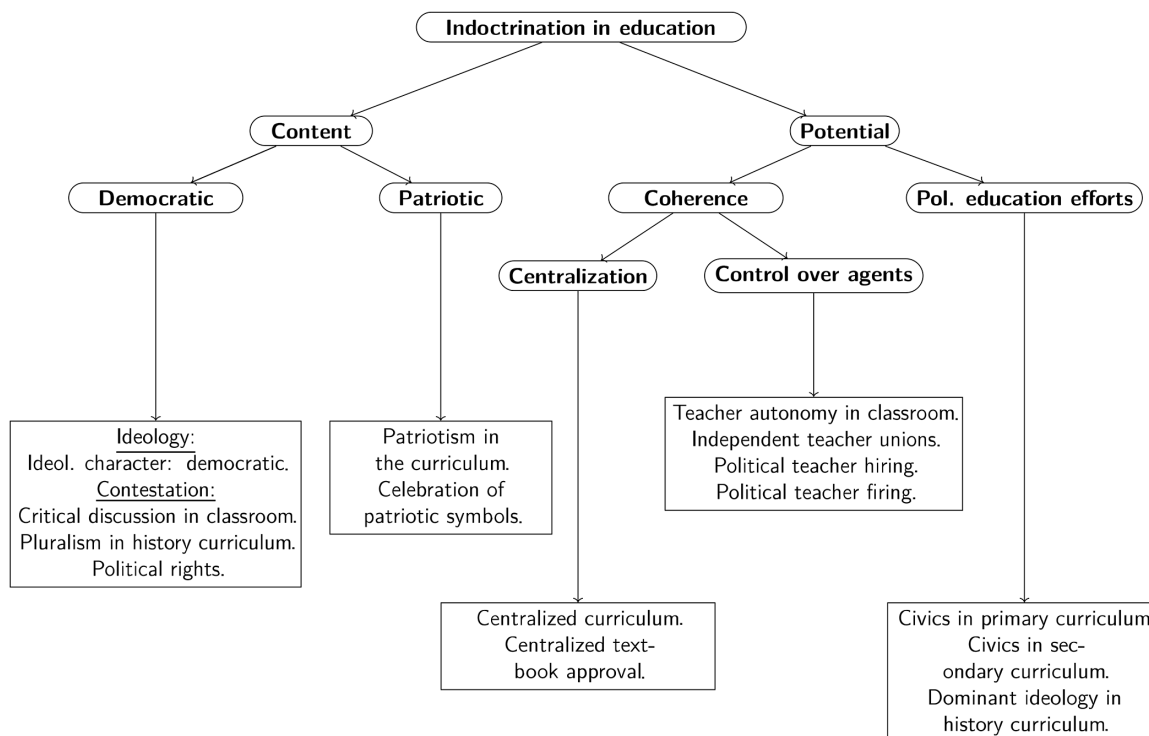 Indoctrination in education
Content
Potential
Democratic
Patriotic
Coherence
Pol. education efforts
Centralization
Control over agents
Ideology:
Ideol. character: democratic.
Contestation:
Critical discussion in classroom.
Pluralism in history curriculum.
Political rights.
Patriotism in
the curriculum.
Celebration of
patriotic symbols.
Teacher autonomy in classroom.
Independent teacher unions.
Political teacher hiring.
Political teacher firing.
Centralized curriculum.
Centralized text-
book approval.
Civics in primary curriculum
Civics in sec-
ondary curriculum.
Dominant ideology in
history curriculum.